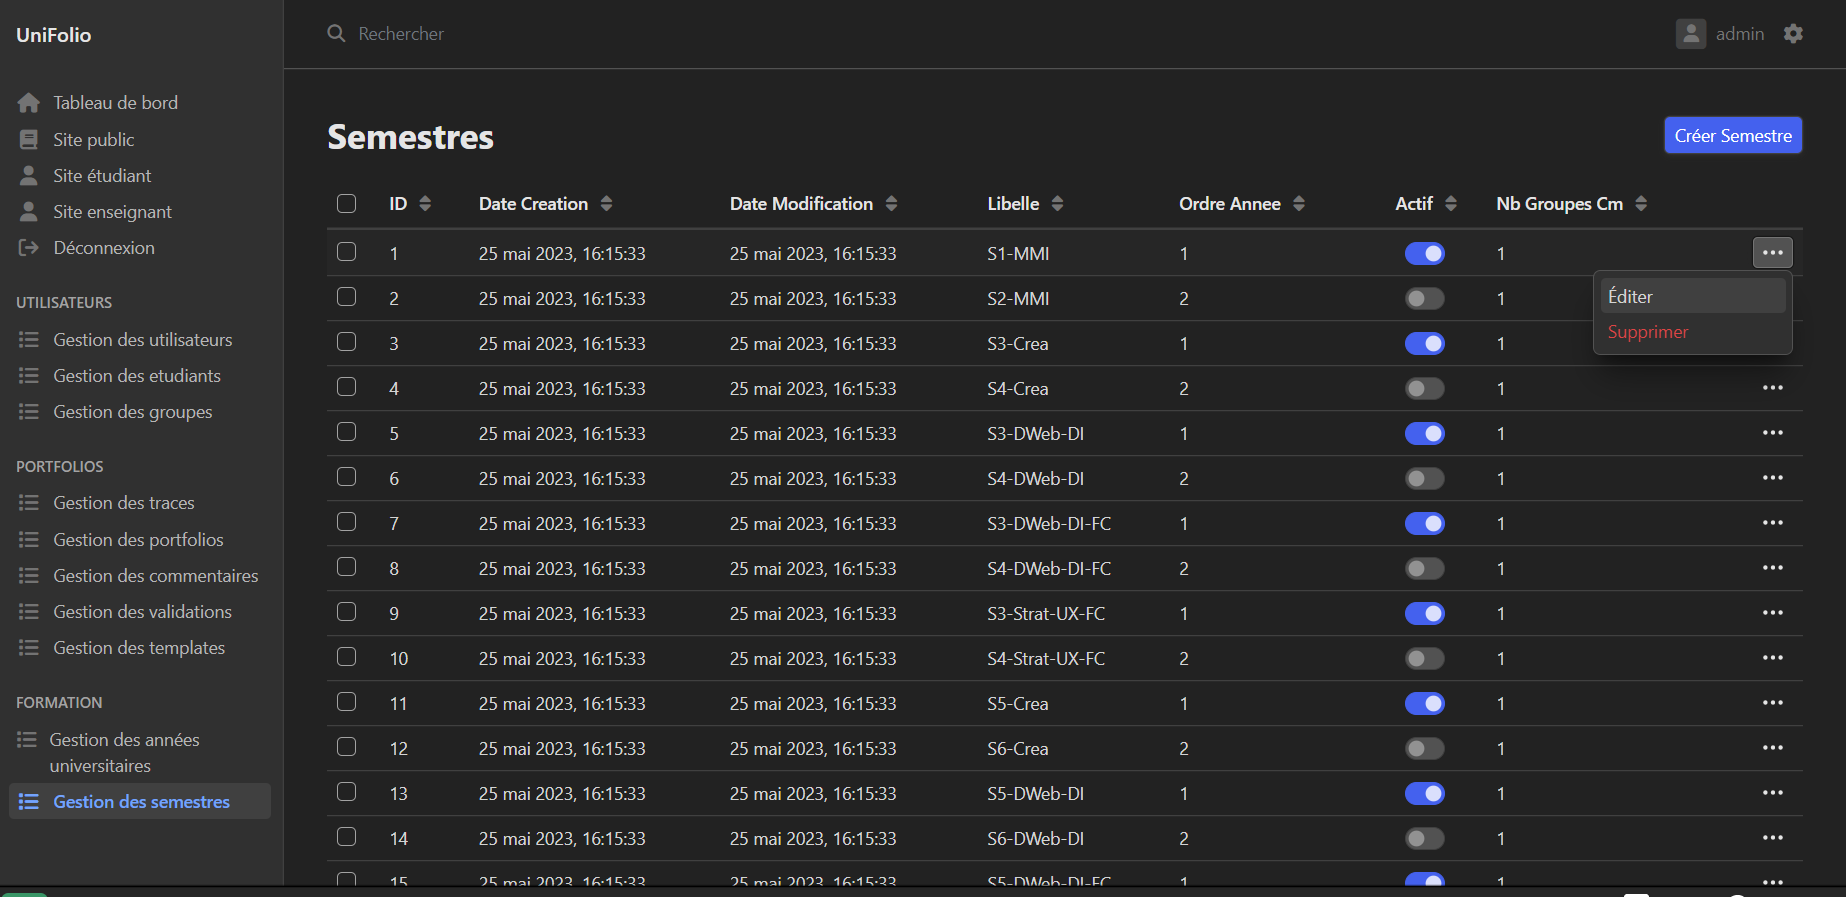 UniFolio
Rechercher
admin
Tableau de bord
Site public
Site étudiant
Site enseignant
Déconnexion
UTILISATEURS
Gestion des utilisateurs
Gestion des etudiants
Gestion des groupes
PORTFOLIOS
Gestion des traces
Gestion des portfolios
Gestion des commentaires
Gestion des validations
Gestion des templates
FORMATION
Gestion des années
universitaires
Gestion des semestres
Semestres
Créer Semestre
ID Date Creation Date Modification Libelle Ordre Annee Actif Nb Groupes Cm
1 25 mai 2023, 16:15:33 25 mai 2023, 16:15:33 S1-MMI 1 1
2 25 mai 2023, 16:15:33 25 mai 2023, 16:15:33 S2-MMI 2 1
Éditer
Supprimer
3 25 mai 2023, 16:15:33 25 mai 2023, 16:15:33 S3-Crea 1 1
4 25 mai 2023, 16:15:33 25 mai 2023, 16:15:33 S4-Crea 2 1
5 25 mai 2023, 16:15:33 25 mai 2023, 16:15:33 S3-DWeb-DI 1 1
6 25 mai 2023, 16:15:33 25 mai 2023, 16:15:33 S4-DWeb-DI 2 1
7 25 mai 2023, 16:15:33 25 mai 2023, 16:15:33 S3-DWeb-DI-FC 1 1
8 25 mai 2023, 16:15:33 25 mai 2023, 16:15:33 S4-DWeb-DI-FC 2 1
9 25 mai 2023, 16:15:33 25 mai 2023, 16:15:33 S3-Strat-UX-FC 1 1
10 25 mai 2023, 16:15:33 25 mai 2023, 16:15:33 S4-Strat-UX-FC 2 1
11 25 mai 2023, 16:15:33 25 mai 2023, 16:15:33 S5-Crea 1 1
12 25 mai 2023, 16:15:33 25 mai 2023, 16:15:33 S6-Crea 2 1
13 25 mai 2023, 16:15:33 25 mai 2023, 16:15:33 S5-DWeb-DI 1 1
14 25 mai 2023, 16:15:33 25 mai 2023, 16:15:33 S6-DWeb-DI 2 1
15 25 mai 2023, 16:15:33 25 mai 2023, 16:15:33 S5-DWeb-DI-FC 1 1